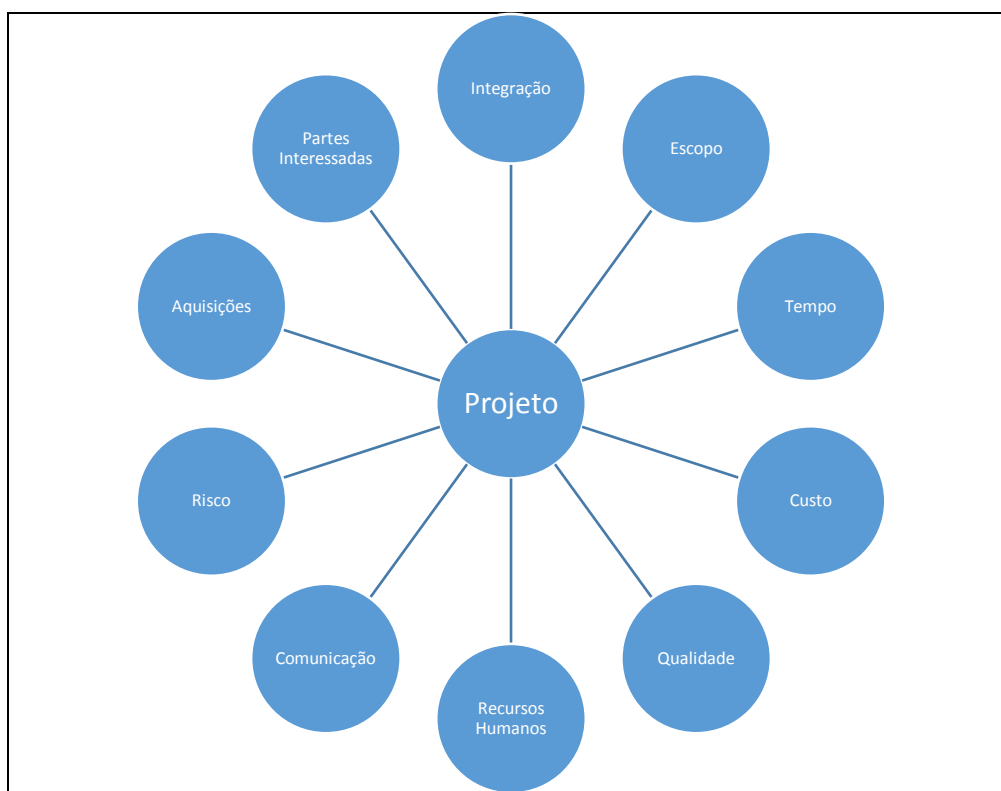 Integração
Partes
Interessadas
Escopo
Aquisições
Tempo
Projeto
Risco
Custo
Comunicação
Qualidade
Recursos
Humanos